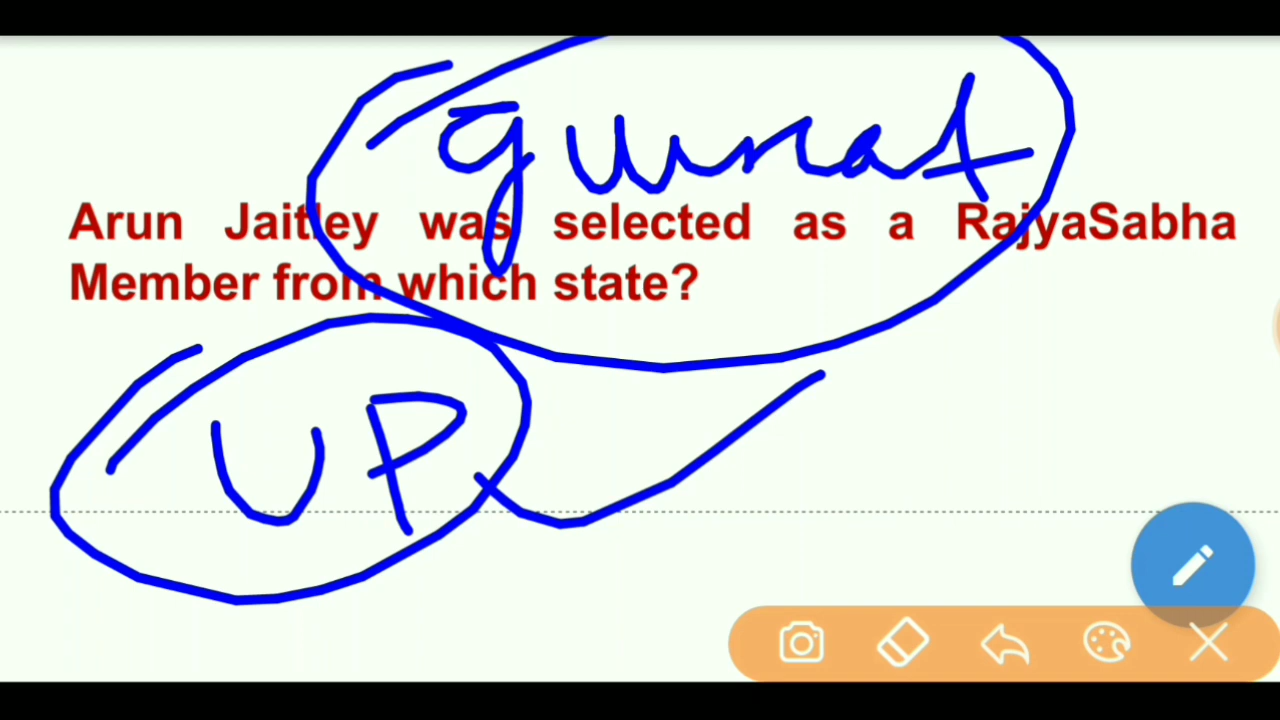 gujrat
Arun Jaitley was selected as a RajyaSabha
Member from which state?
UP